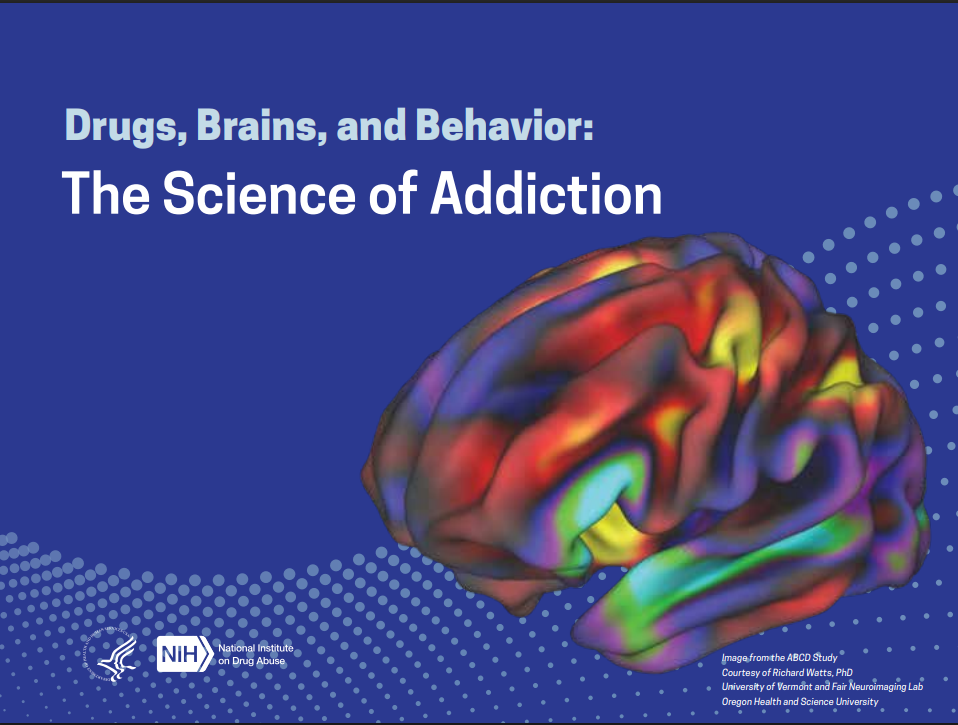 Drugs, Brains, and Behavior:
The Science of Addiction
NIH
National Institute
on Drug Abuse
Image from the ABCD Study
Courtesy of Richard Watts, PhD
University of Vermont and Fair Neuroimaging Lab
Oregon Health and Science University